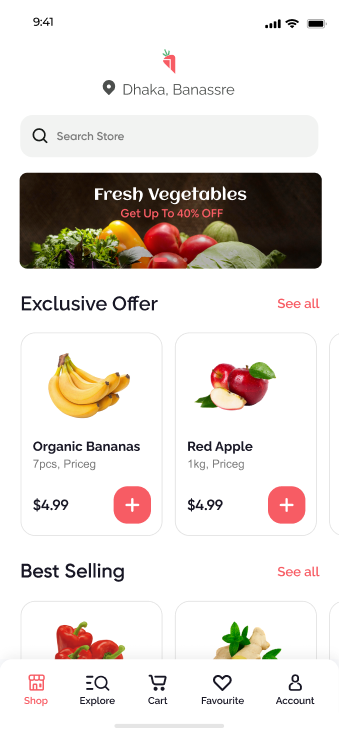 9:41
Dhaka, Banassre
Search Store
Fresh Vegetables
Get Up To 40% OFF
Exclusive Offer
See all
Organic Bananas
7pcs, Priceg
$4.99
Red Apple
1kg, Priceg
$4.99
Best Selling
See all
Shop
Explore
Cart
Favourite
Account